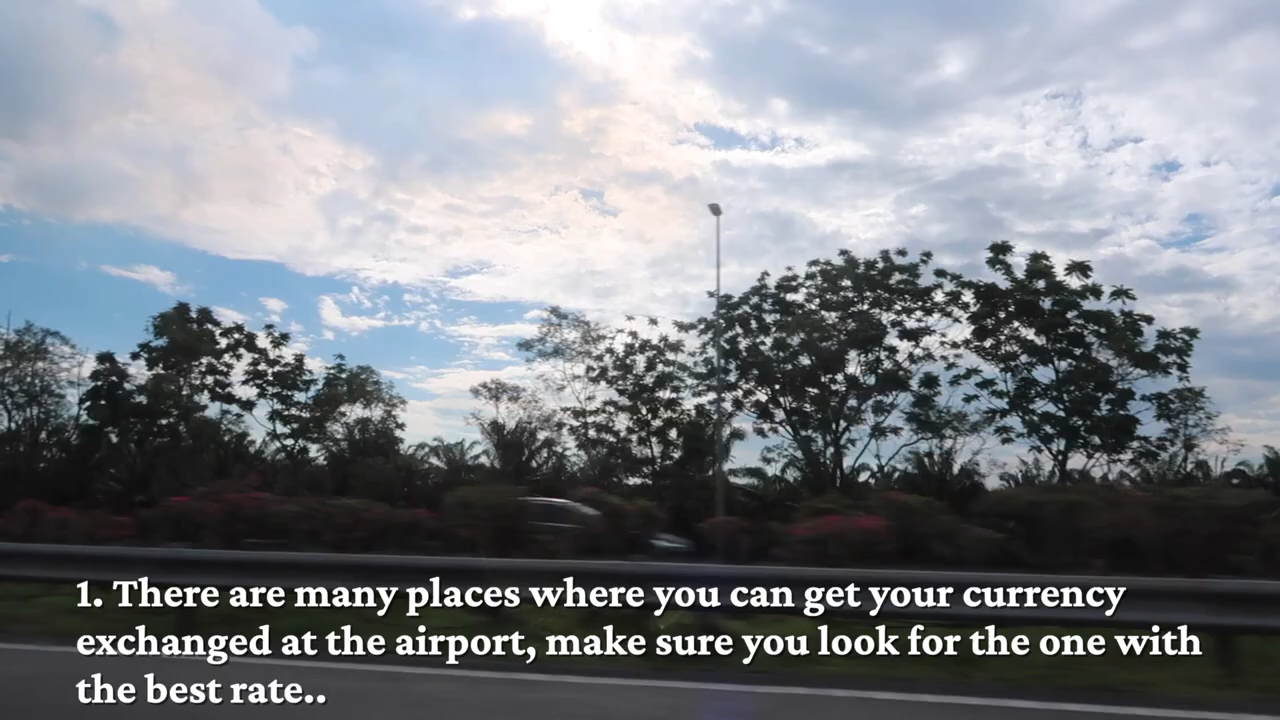 1. There are many places where you can get your currency
exchanged at the airport, make sure you look for the one with
the best rate..